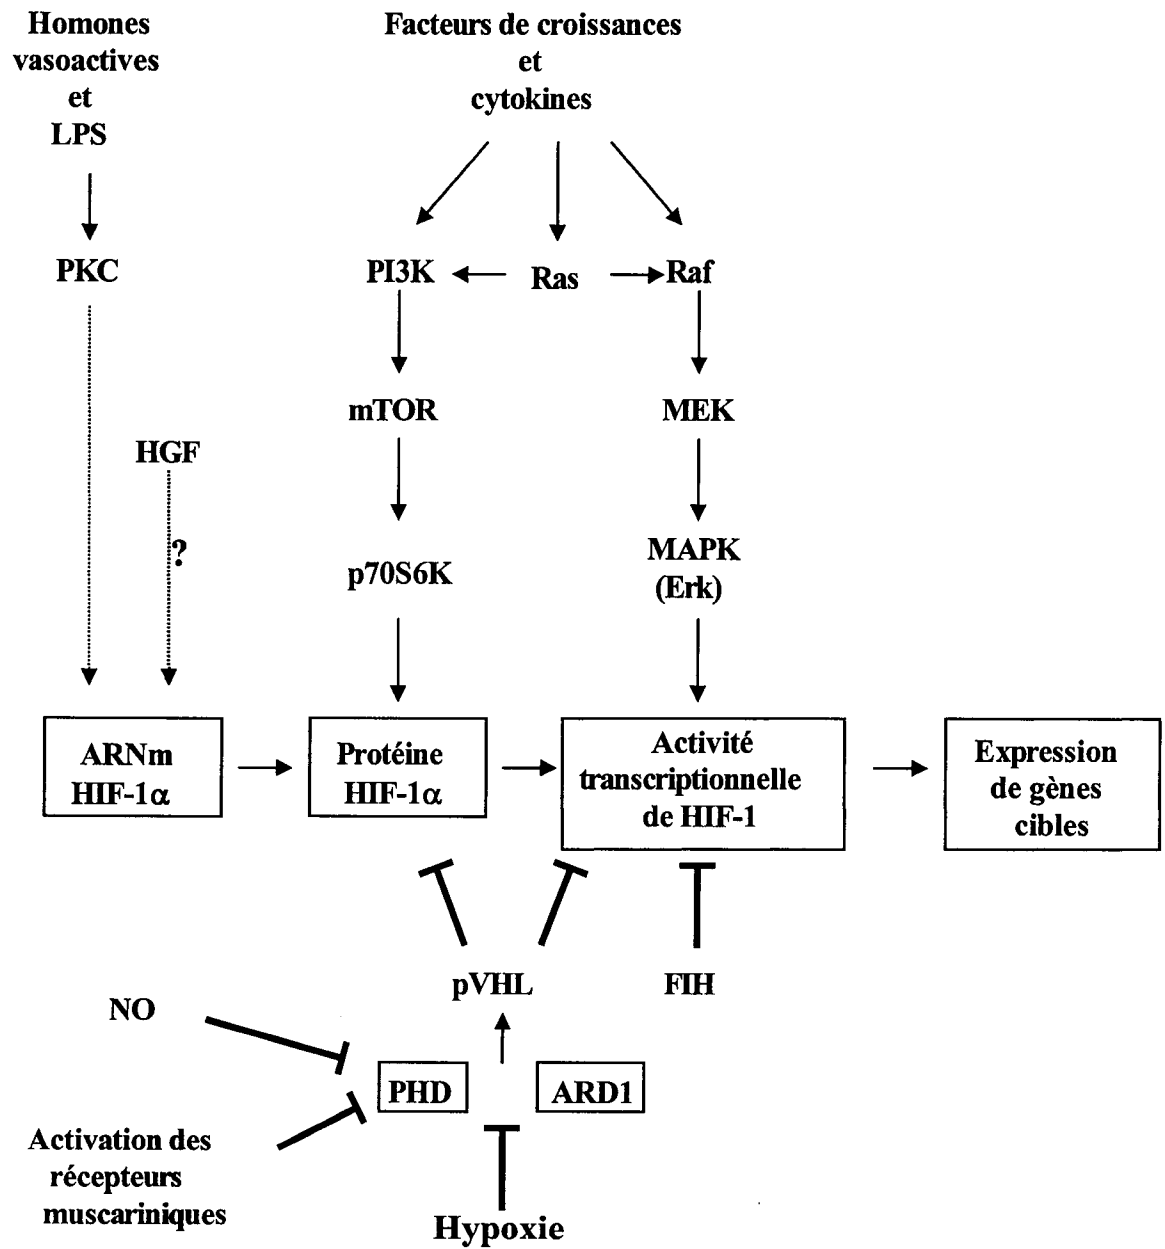 Homones
vasoactives
et
LPS
Facteurs de croissances
et
cytokines
PKC
PI3K
Ras
Raf
mTOR
MEK
HGF
?
p70S6K
MAPK
(Erk)
ARNm
HIF-1α
Protéine
HIF-1α
Activité
transcriptionnelle
de HIF-1
Expression
de gènes
cibles
pVHL
FIH
NO
PHD
ARD1
Activation des
récepteurs
muscariniques
Hypoxie